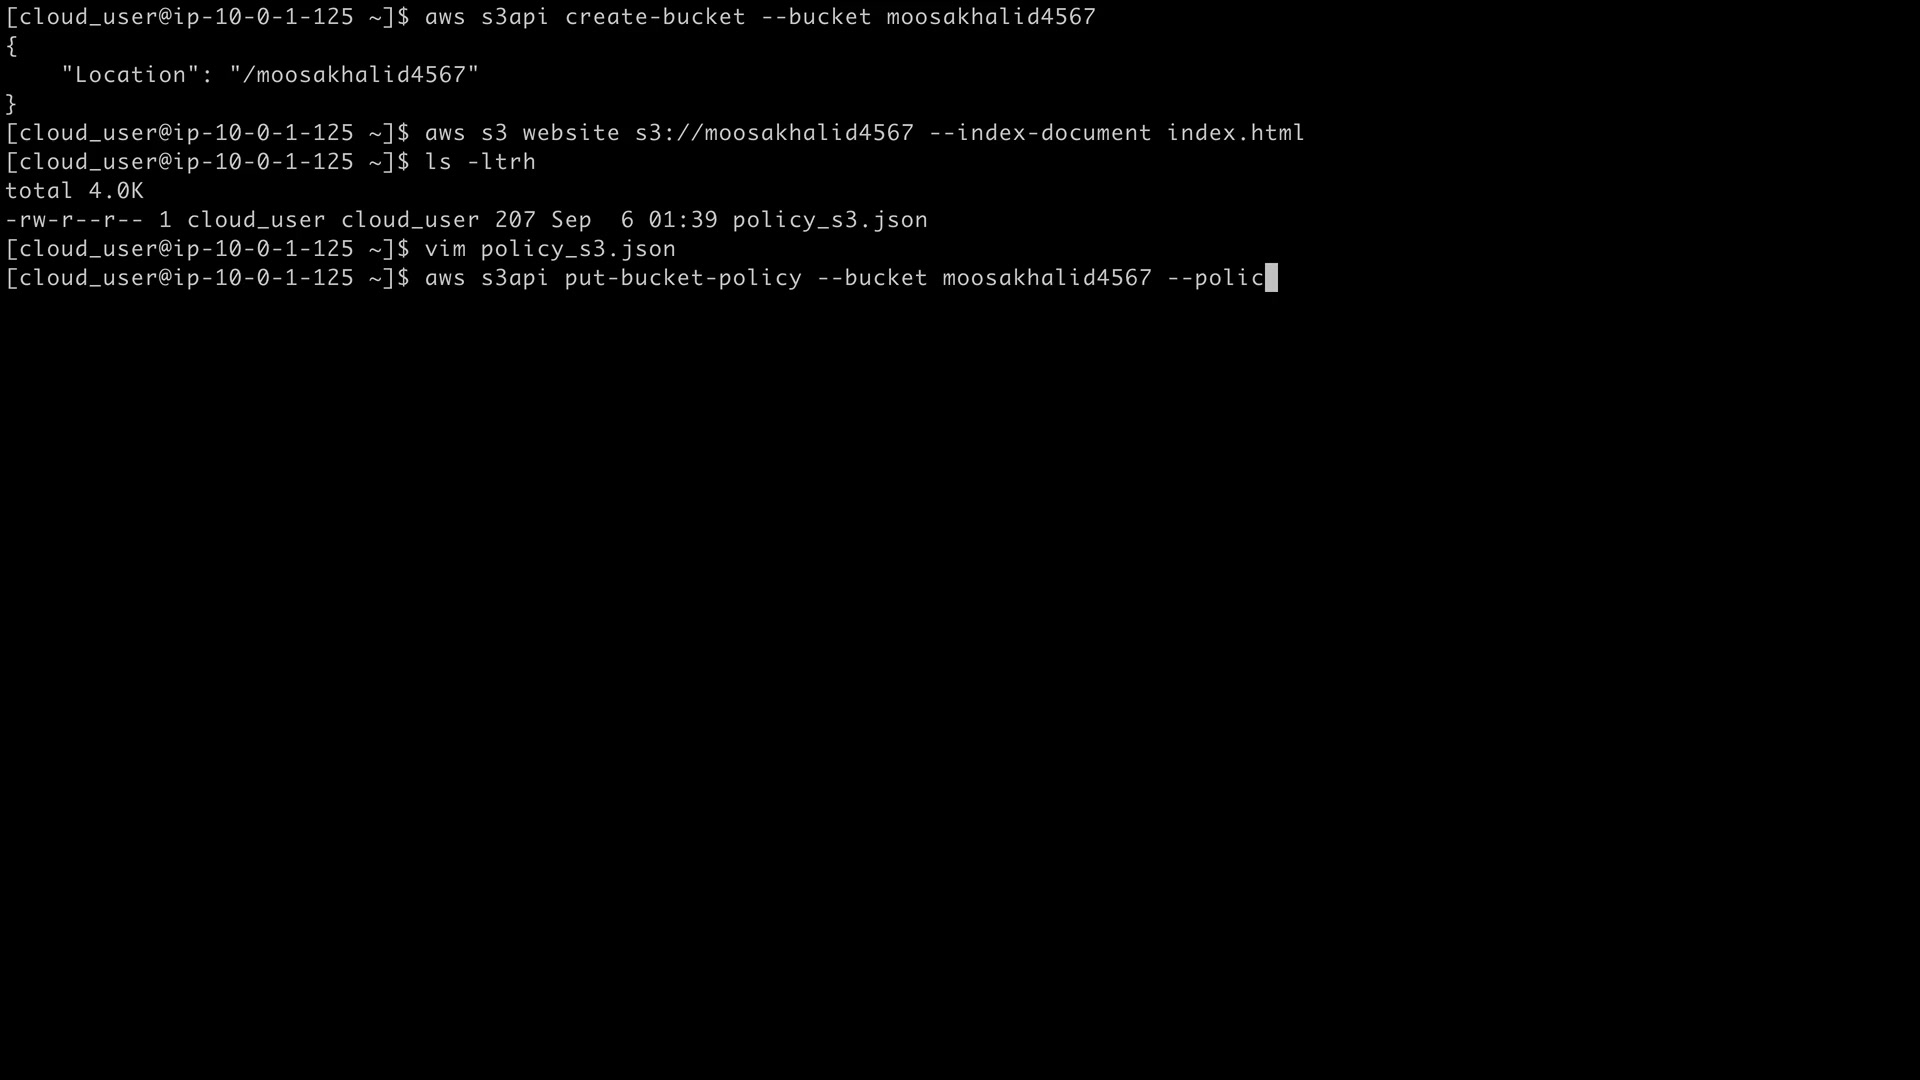 [cloud_user@ip-10-0-1-125 ~]$ aws s3api create-bucket --bucket moosakhalid4567
{
    "Location": "/moosakhalid4567"
}
[cloud_user@ip-10-0-1-125 ~]$ aws s3 website s3://moosakhalid4567 --index-document index.html
[cloud_user@ip-10-0-1-125 ~]$ ls -ltrh
total 4.0K
-rw-r--r-- 1 cloud_user cloud_user 207 Sep  6 01:39 policy_s3.json
[cloud_user@ip-10-0-1-125 ~]$ vim policy_s3.json
[cloud_user@ip-10-0-1-125 ~]$ aws s3api put-bucket-policy --bucket moosakhalid4567 --polic